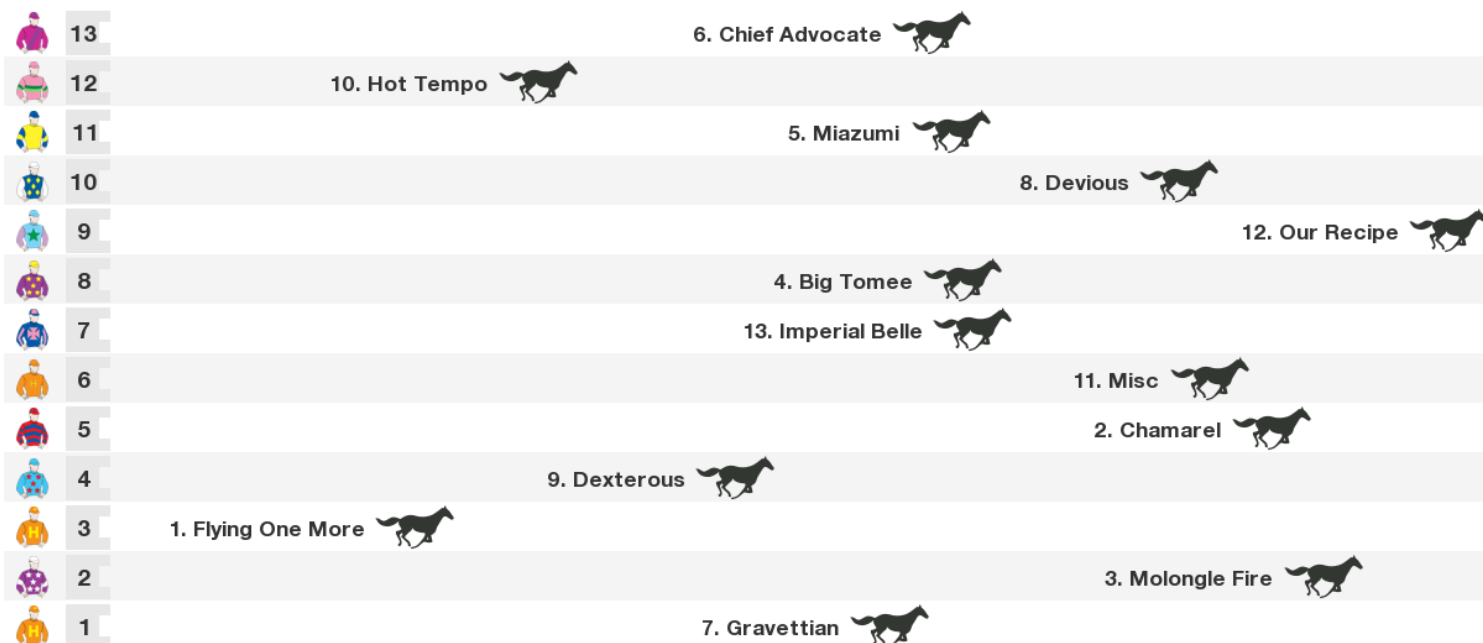 13 6. Chief Advocate
12 10. Hot Tempo
11 5. Miazumi
10 8. Devious
9 12. Our Recipe
8 4. Big Tomee
7 13. Imperial Belle
H 6 11. Misc
5 2. Chamarel
4 9. Dexterous
H 3 1. Flying One More
2 3. Molongle Fire
H 1 7. Gravettian